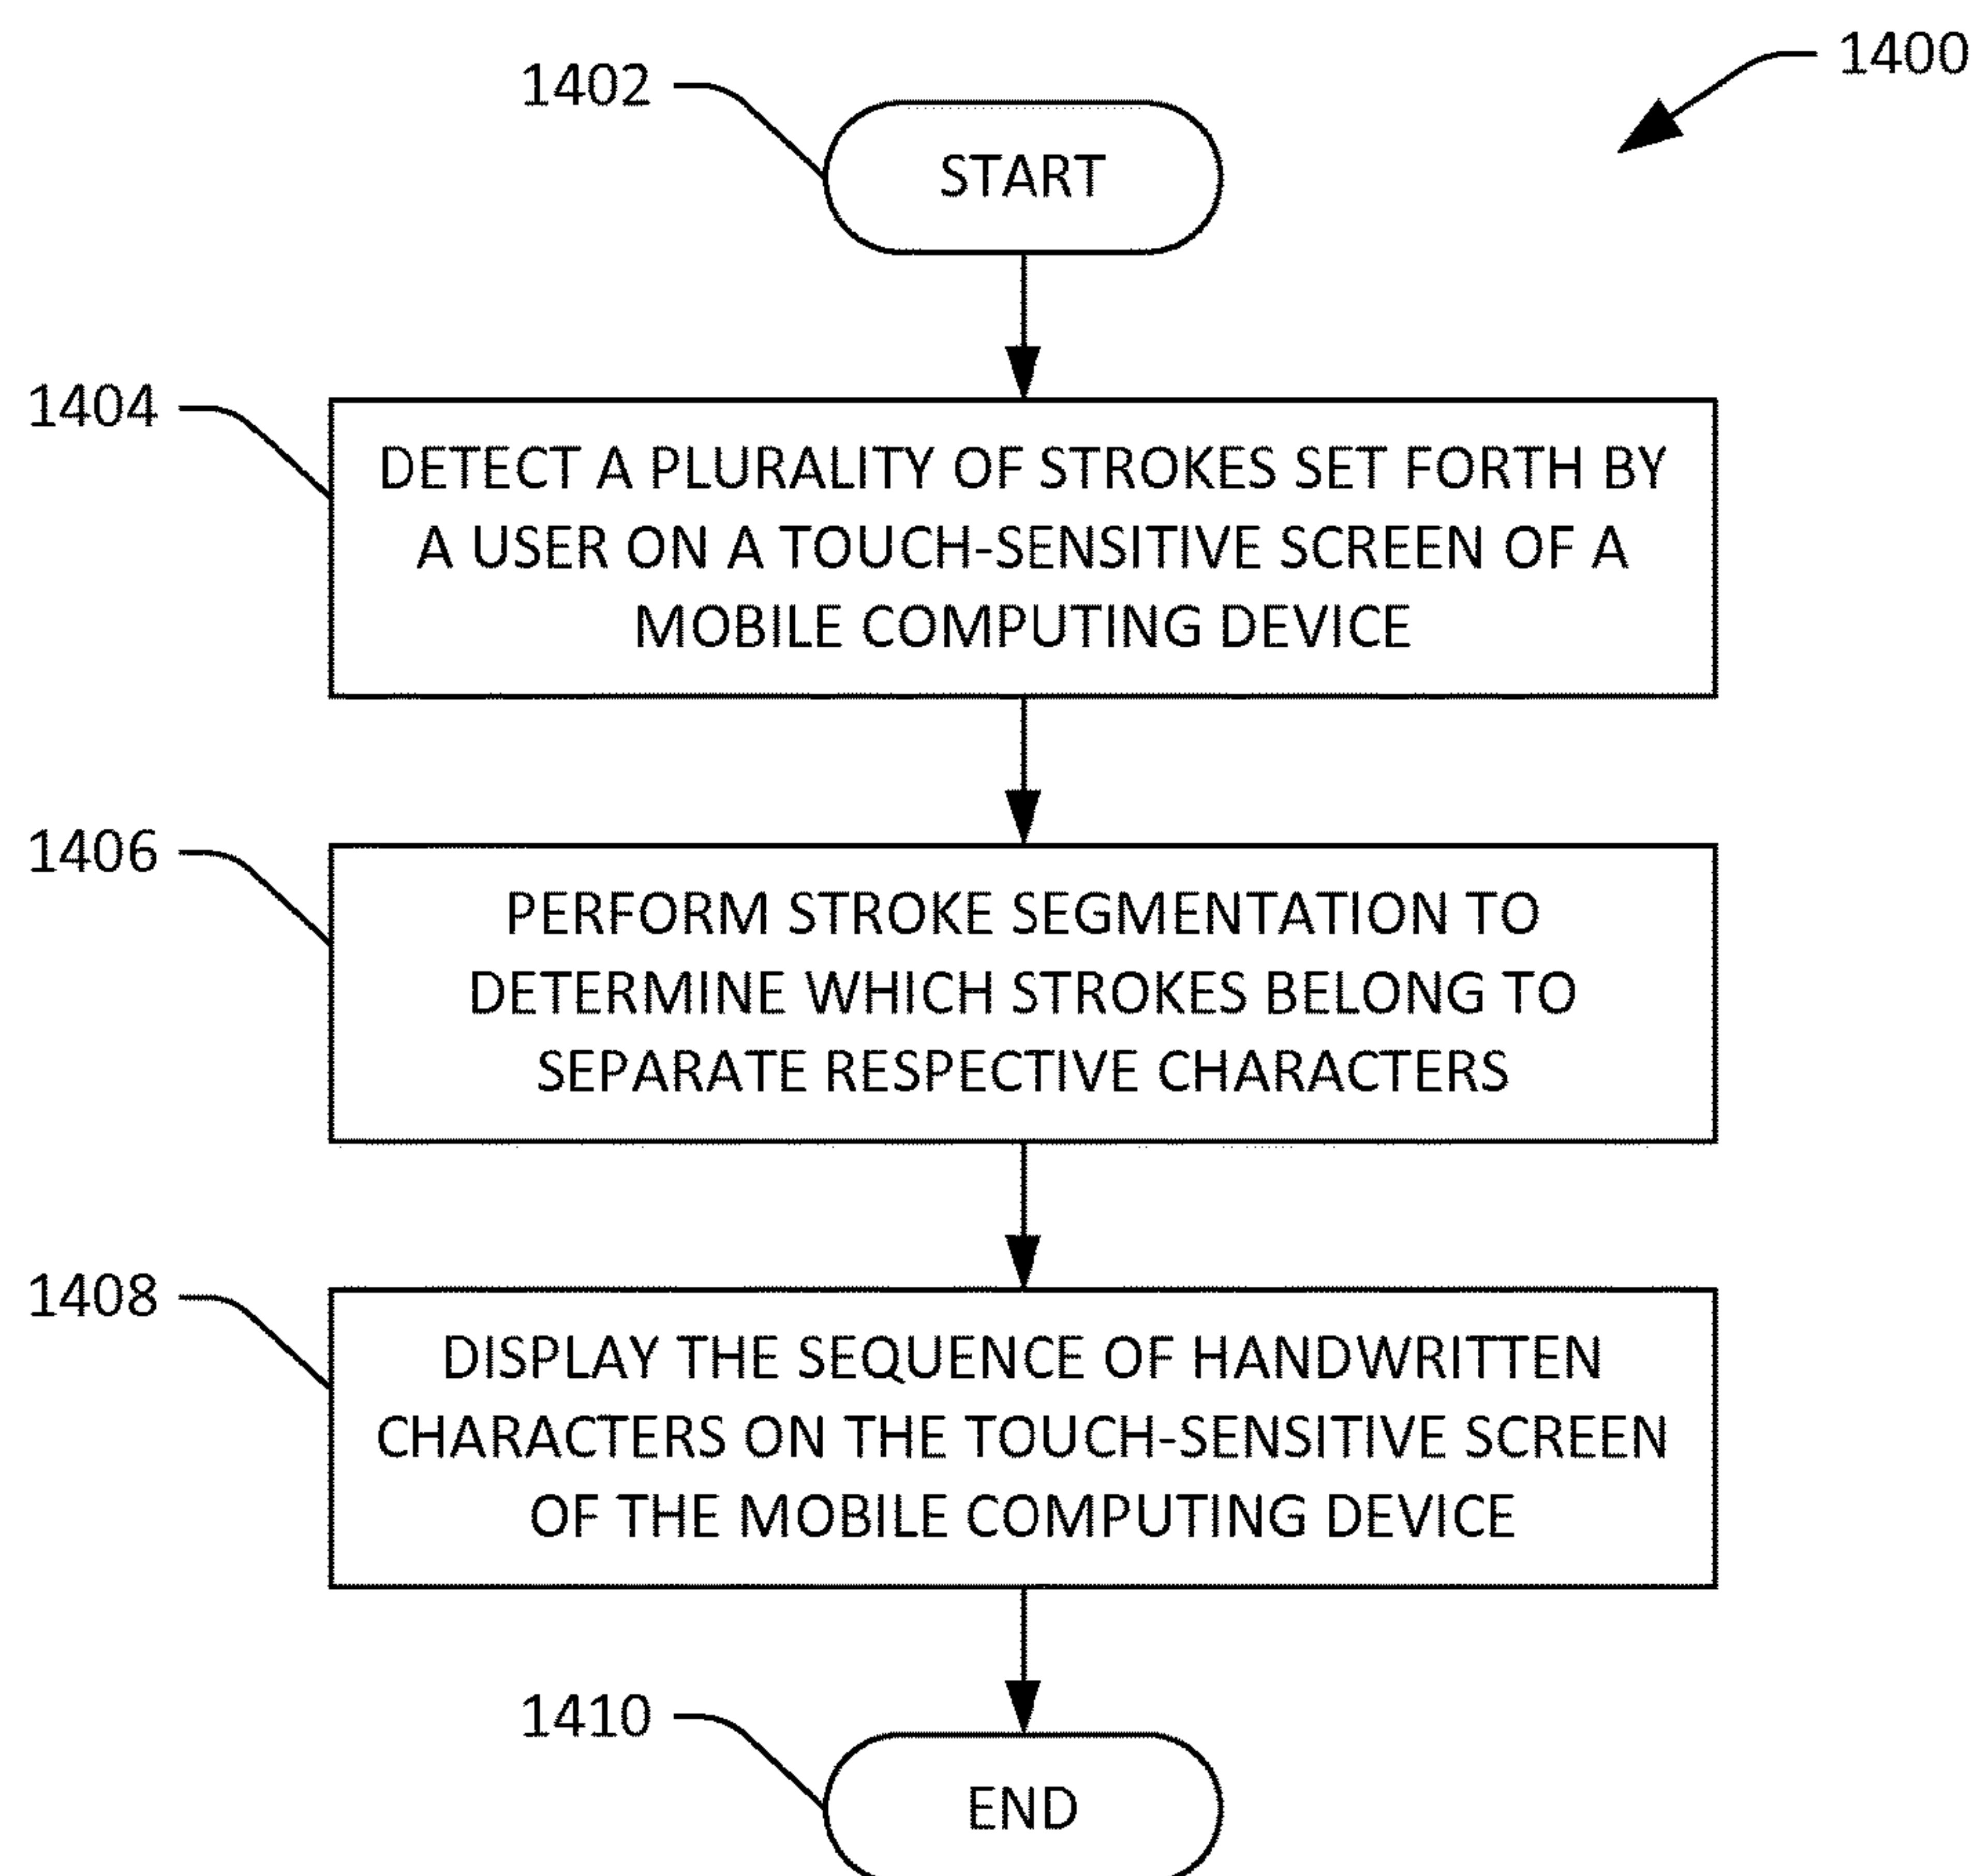 1400
1402
START
1404
DETECT A PLURALITY OF STROKES SET FORTH BY
A USER ON A TOUCH-SENSITIVE SCREEN OF A
MOBILE COMPUTING DEVICE
1406
PERFORM STROKE SEGMENTATION TO
DETERMINE WHICH STROKES BELONG TO
SEPARATE RESPECTIVE CHARACTERS
1408
DISPLAY THE SEQUENCE OF HANDWRITTEN
CHARACTERS ON THE TOUCH-SENSITIVE SCREEN
OF THE MOBILE COMPUTING DEVICE
1410
END